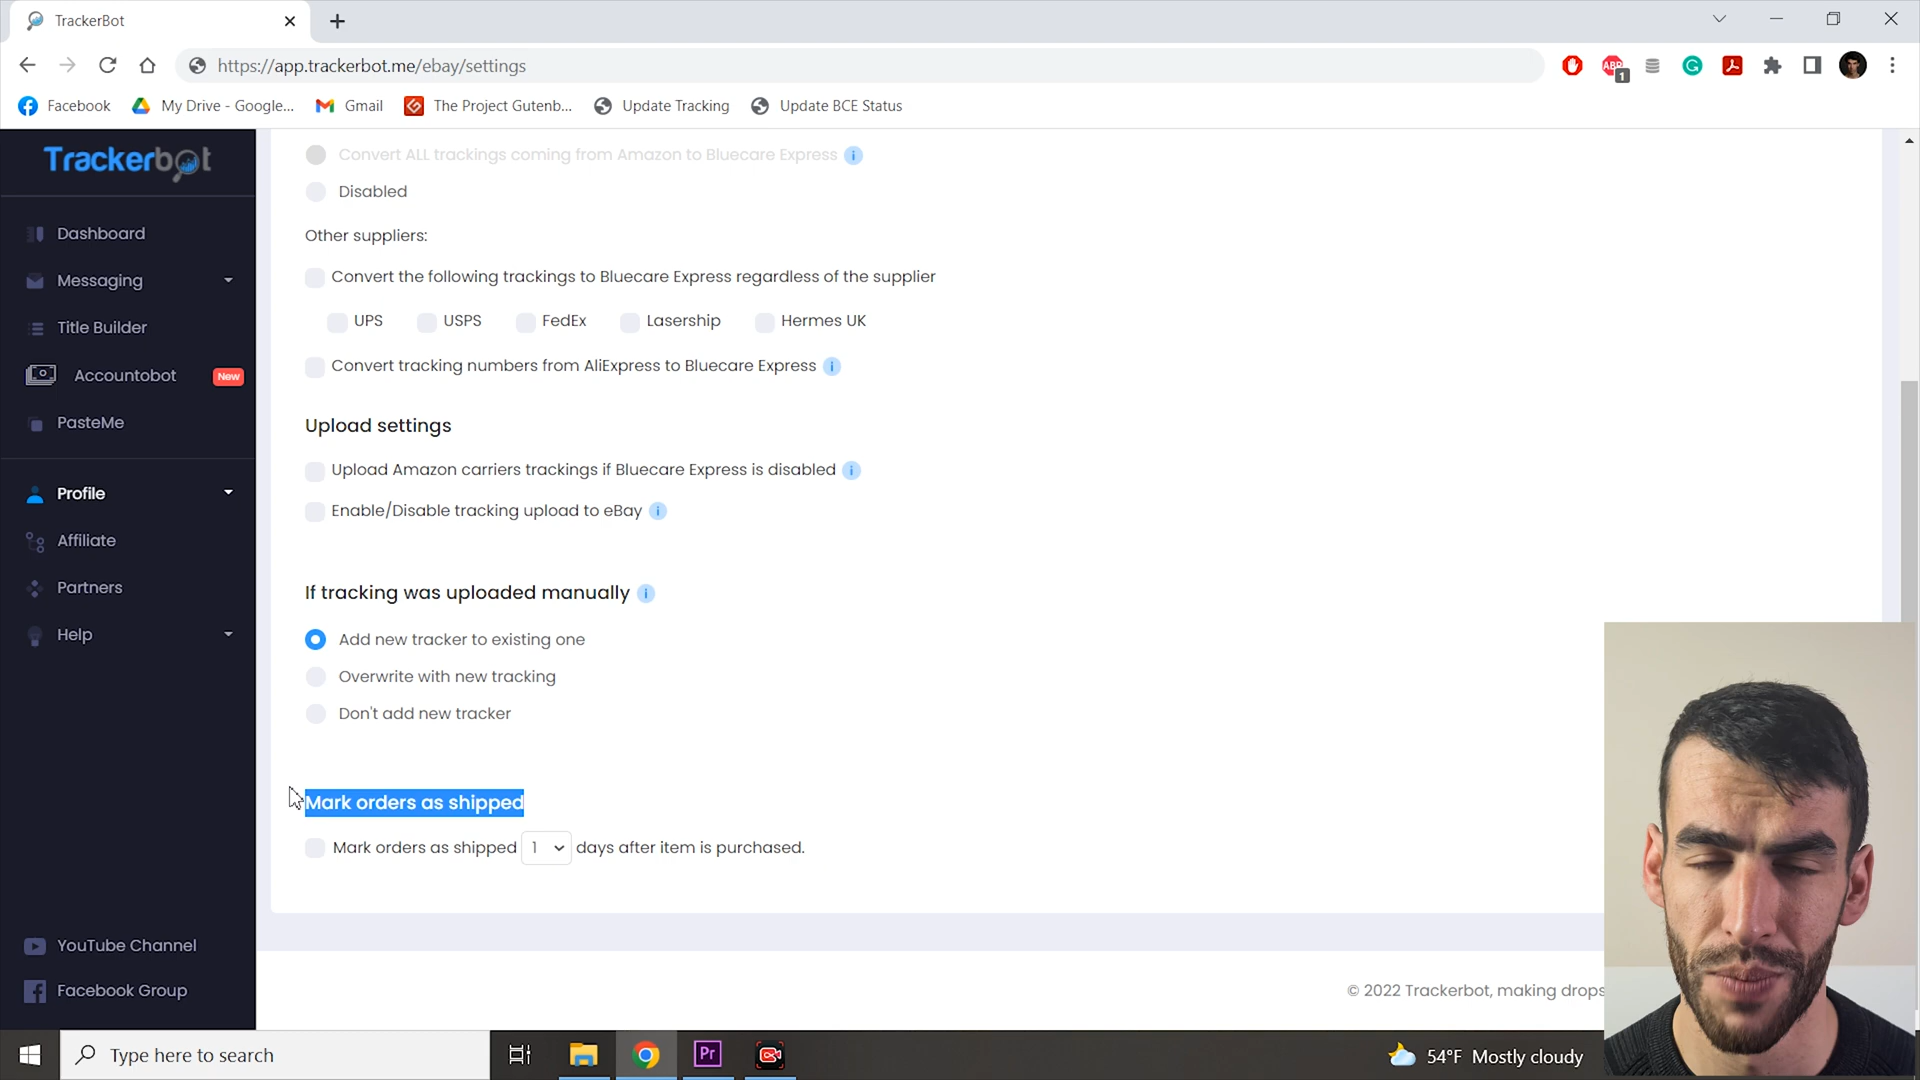 TrackerBot
https://app.trackerbot.me/ebay/settings
ABP 1
Facebook My Drive - Google... Gmail The Project Gutenb... Update Tracking Update BCE Status
Trackerbot
Dashboard
Messaging
Title Builder
Accountobot New
PasteMe
Profile
Affiliate
Partners
Help
YouTube Channel
Facebook Group
Convert ALL trackings coming from Amazon to Bluecare Express i
Disabled
Other suppliers:
Convert the following trackings to Bluecare Express regardless of the supplier
UPS USPS FedEx Lasership Hermes UK
Convert tracking numbers from AliExpress to Bluecare Express i
Upload settings
Upload Amazon carriers trackings if Bluecare Express is disabled i
Enable/Disable tracking upload to eBay i
If tracking was uploaded manually i
Add new tracker to existing one
Overwrite with new tracking
Don't add new tracker
Mark orders as shipped
Mark orders as shipped 1 days after item is purchased.
© 2022 Trackerbot, making drops
Type here to search
Pr
54°F Mostly cloudy